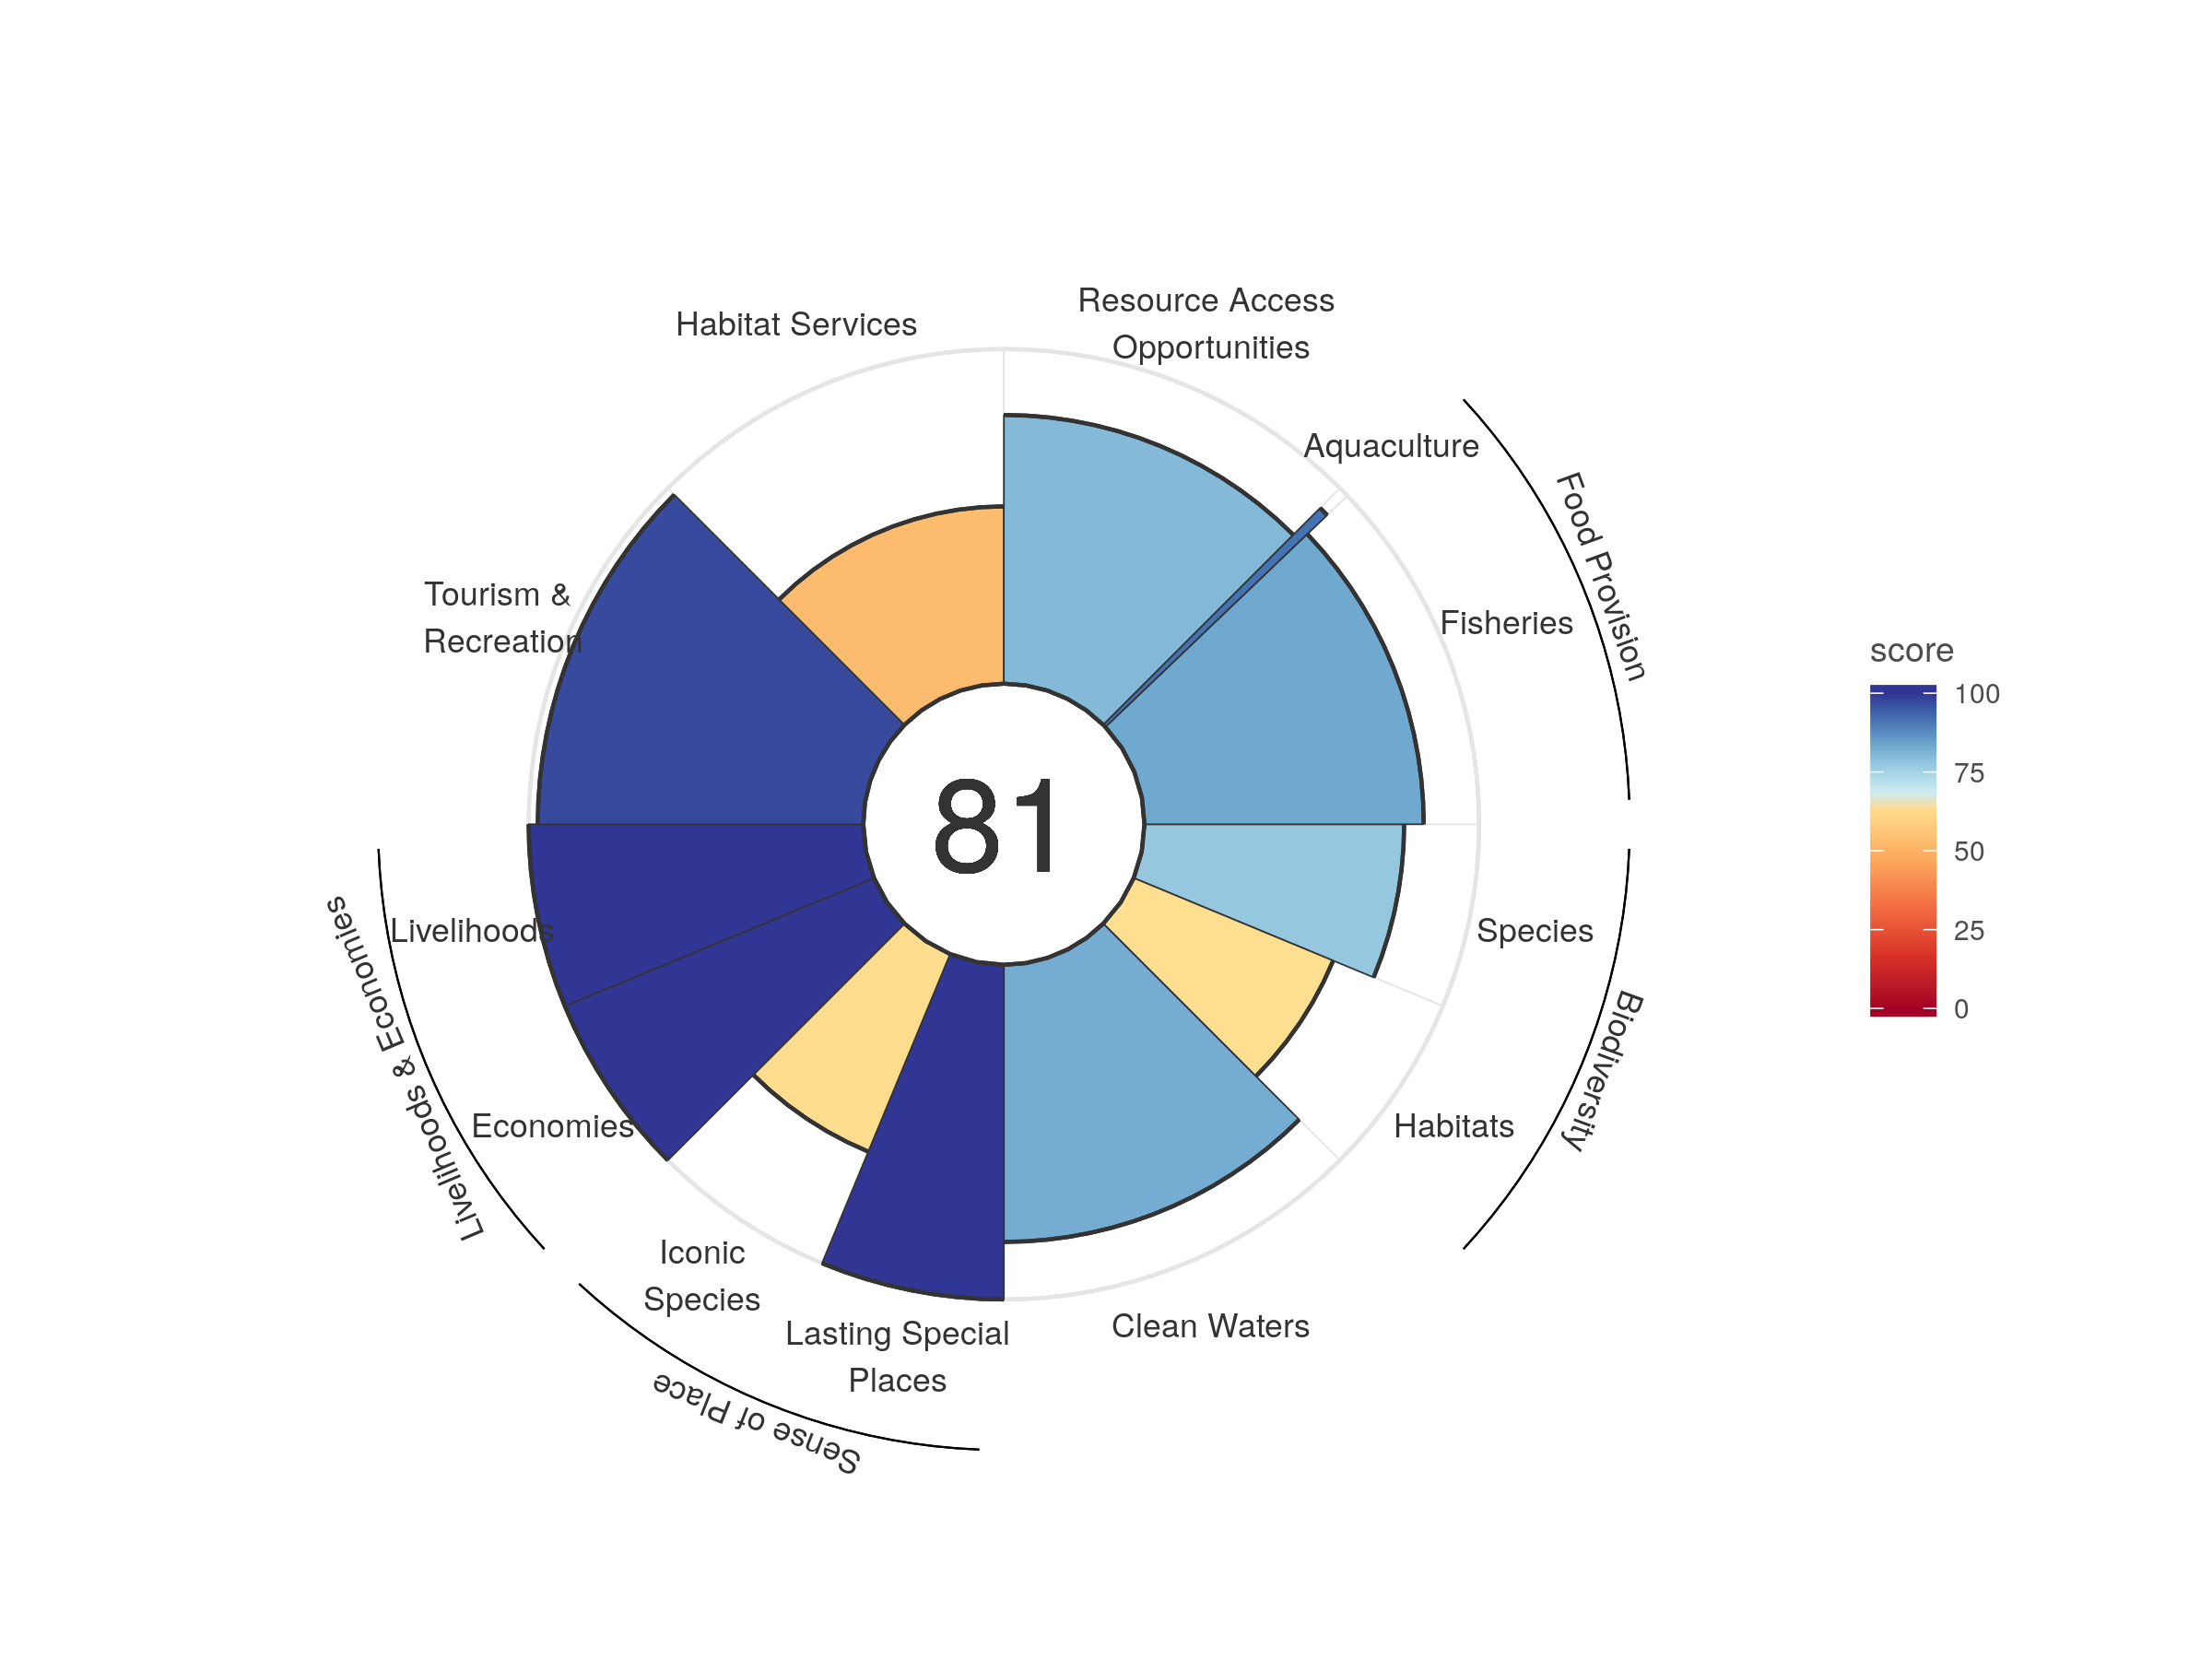 Resource Access
Opportunities
Habitat Services
Aquaculture
Food Provision
Tourism &
Recreation
Fisheries
score
100
75
50
25
0
81
Livelihoods
Species
Livelihoods & Economies
Biodiversity
Economies
Habitats
Iconic
Species
Lasting Special
Places
Clean Waters
Sense of Place